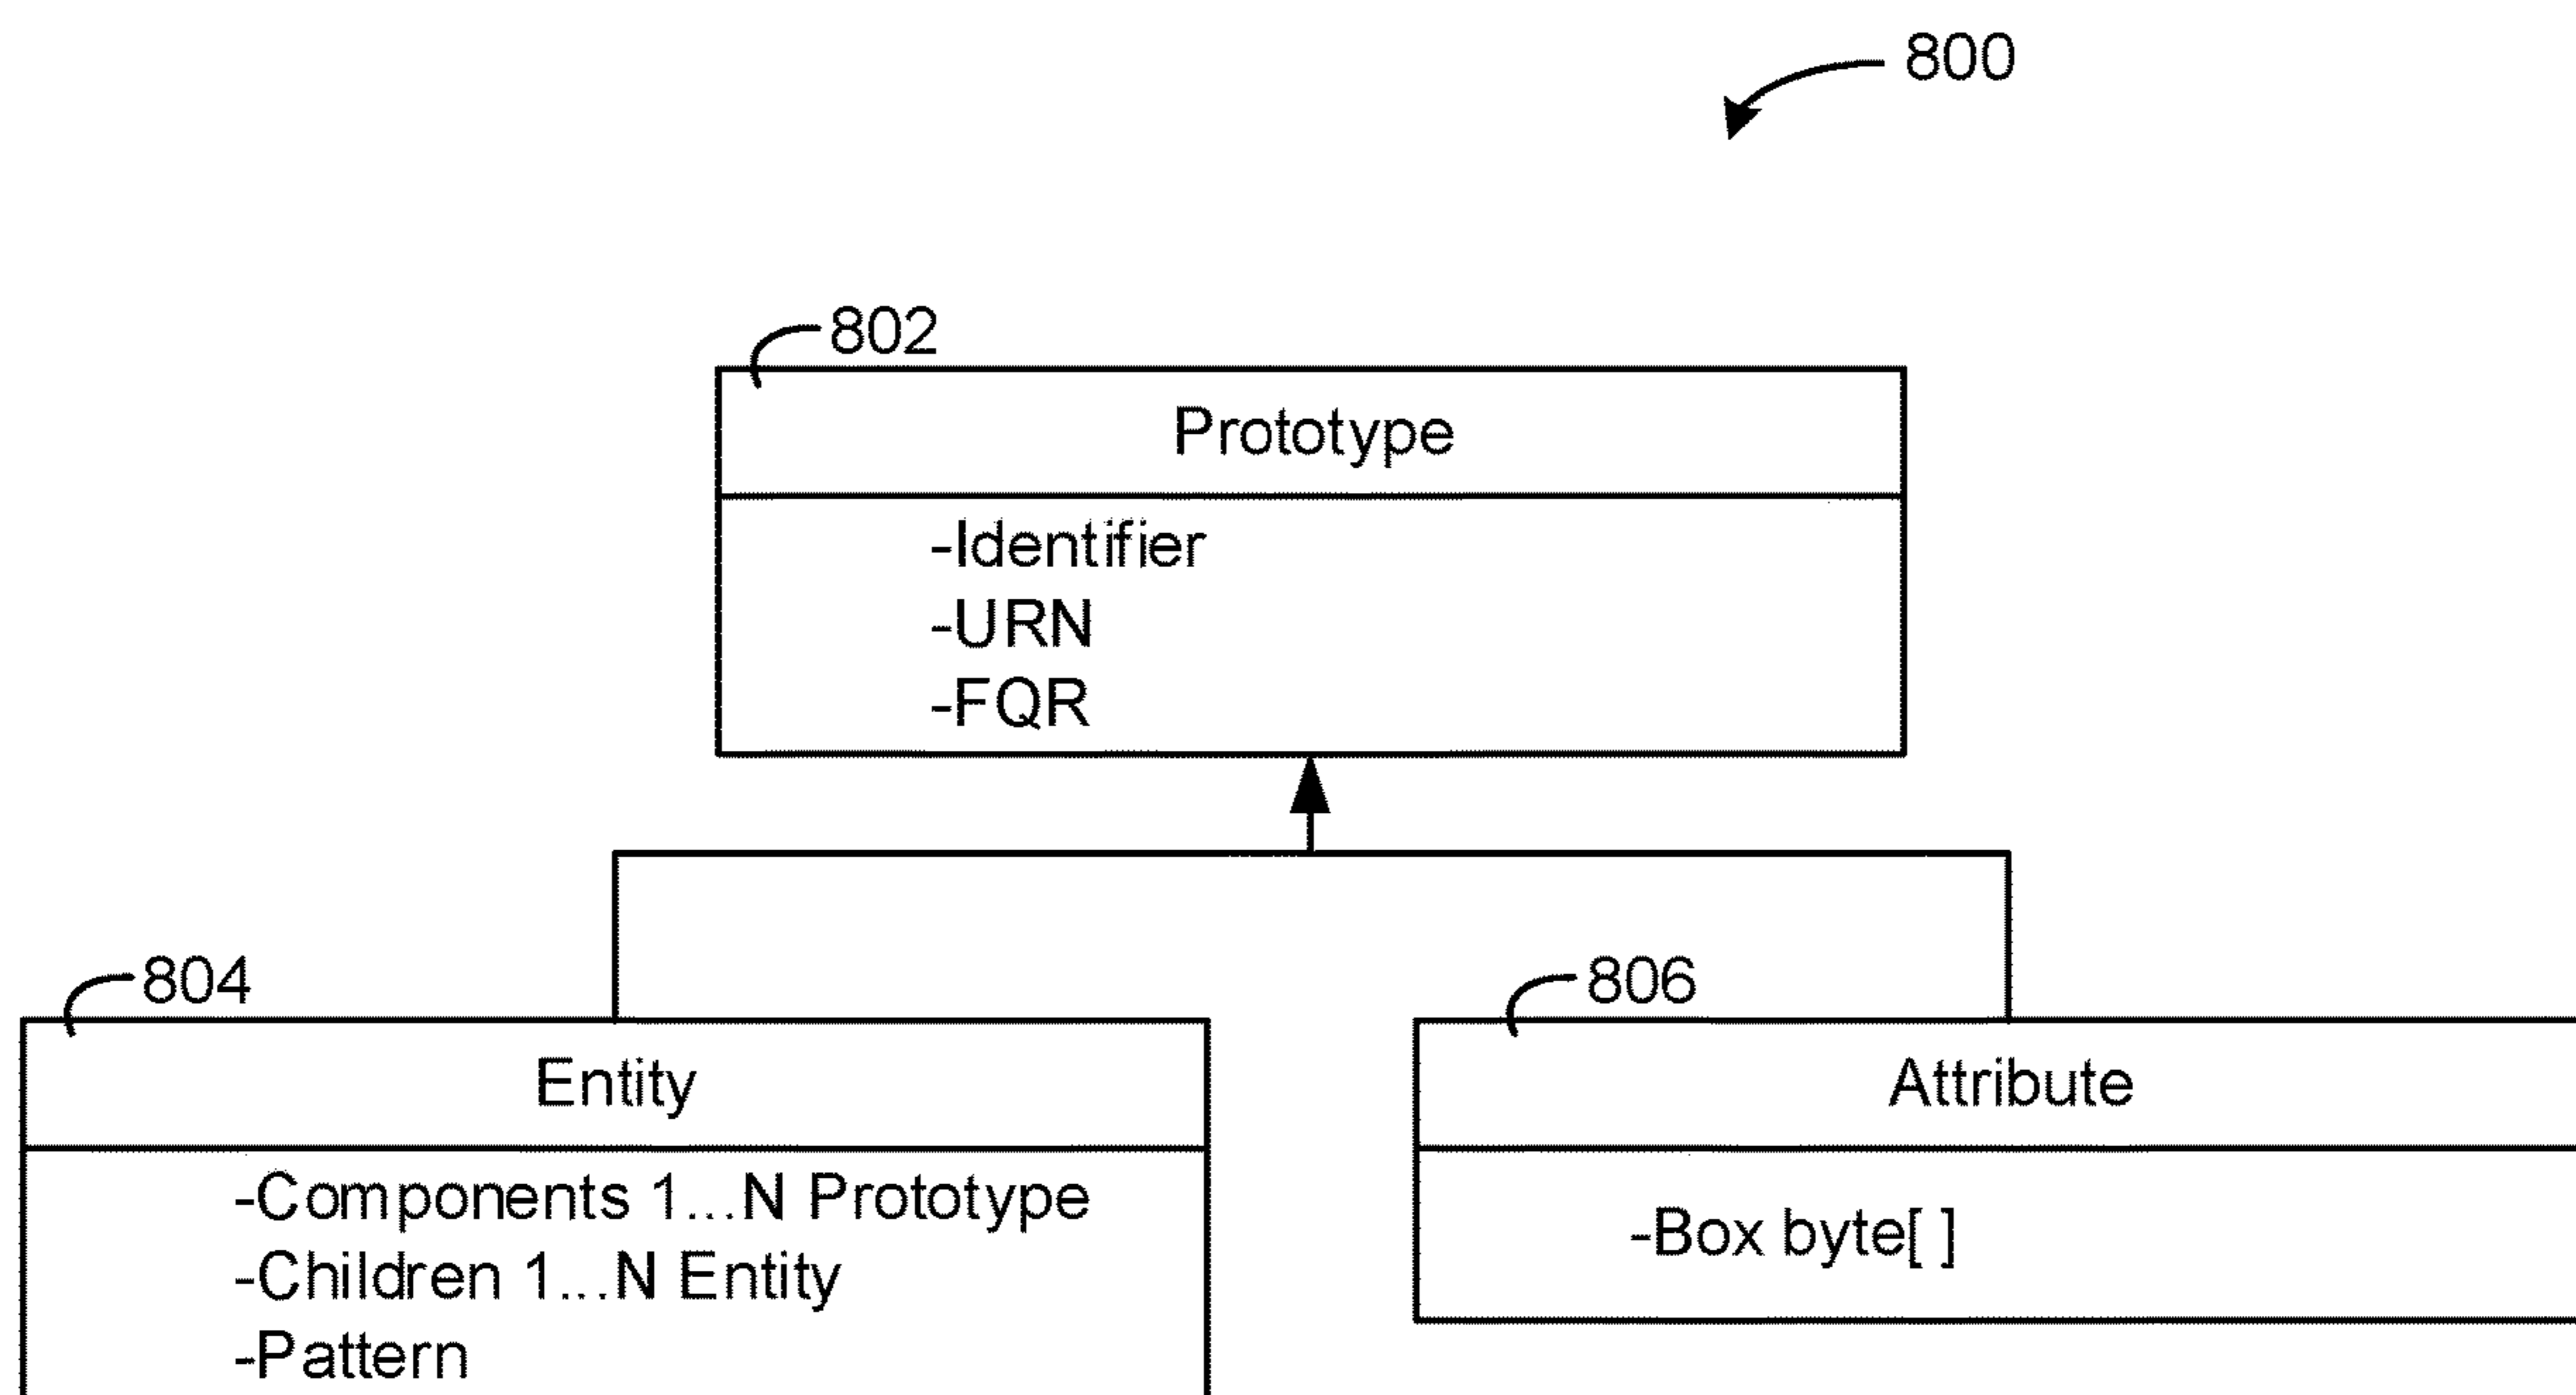 800
802
Prototype
-Identifier
-URN
-FQR
804
806
Entity
Attribute
-Components 1...N Prototype
-Children 1...N Entity
-Pattern
-Box byte[ ]